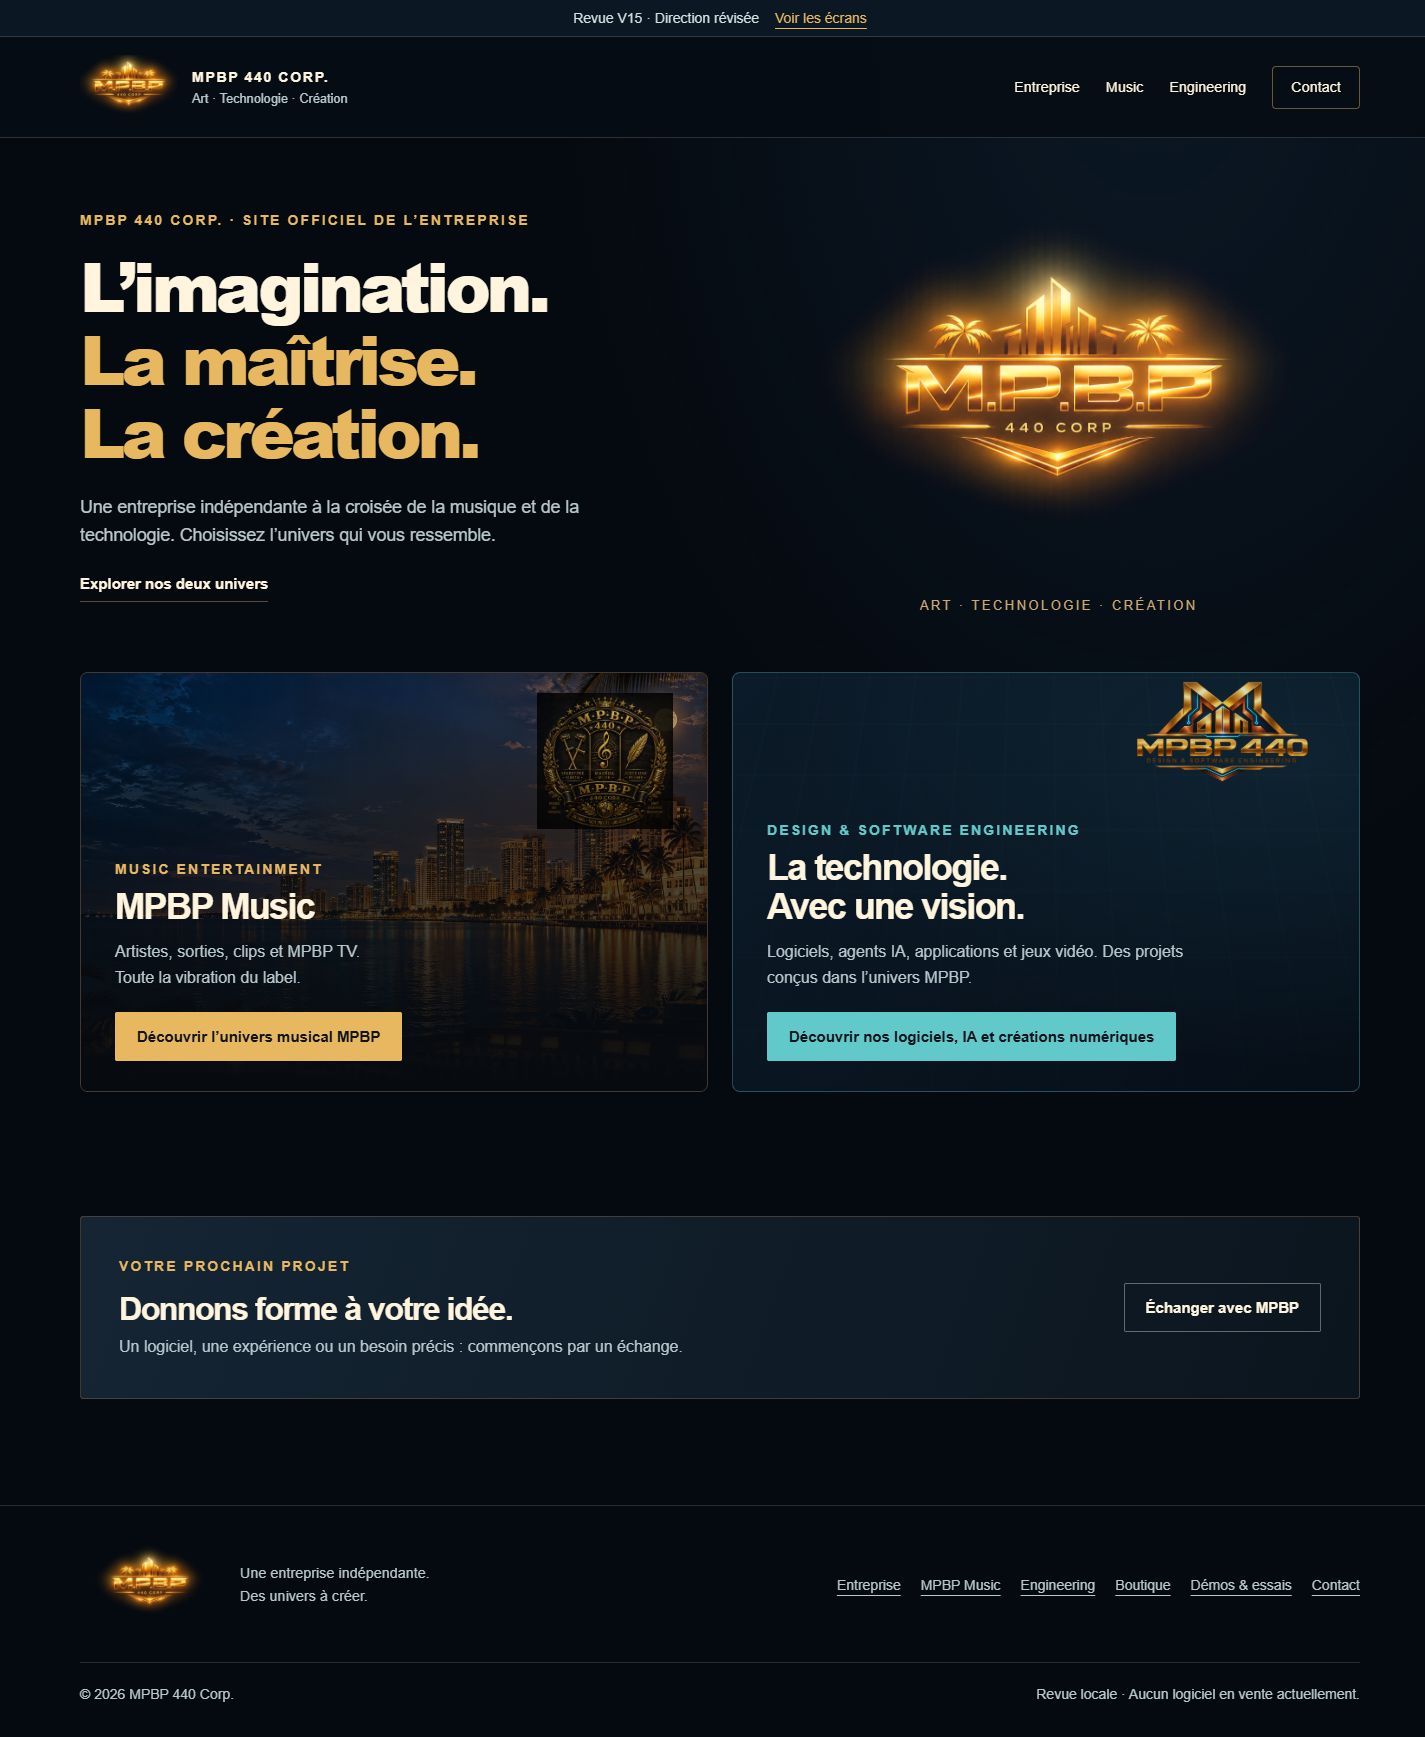 Revue V15 · Direction révisée Voir les écrans
M.P.B.P
440 CORP
MPBP 440 CORP.
Art · Technologie · Création
Entreprise Music Engineering Contact
MPBP 440 CORP. · SITE OFFICIEL DE L’ENTREPRISE
L’imagination.
La maîtrise.
La création.
Une entreprise indépendante à la croisée de la musique et de la
technologie. Choisissez l’univers qui vous ressemble.
Explorer nos deux univers
M.P.B.P
440 CORP
ART · TECHNOLOGIE · CRÉATION
M·P·B·P
440
M·P·B·P
440 CORP
MUSIC ENTERTAINMENT
MPBP Music
Artistes, sorties, clips et MPBP TV.
Toute la vibration du label.
Découvrir l’univers musical MPBP
MPBP 440
DESIGN & SOFTWARE ENGINEERING
DESIGN & SOFTWARE ENGINEERING
La technologie.
Avec une vision.
Logiciels, agents IA, applications et jeux vidéo. Des projets
conçus dans l’univers MPBP.
Découvrir nos logiciels, IA et créations numériques
VOTRE PROCHAIN PROJET
Donnons forme à votre idée.
Un logiciel, une expérience ou un besoin précis : commençons par un échange.
Échanger avec MPBP
M.P.B.P
440 CORP
Une entreprise indépendante.
Des univers à créer.
Entreprise MPBP Music Engineering Boutique Démos & essais Contact
© 2026 MPBP 440 Corp.
Revue locale · Aucun logiciel en vente actuellement.